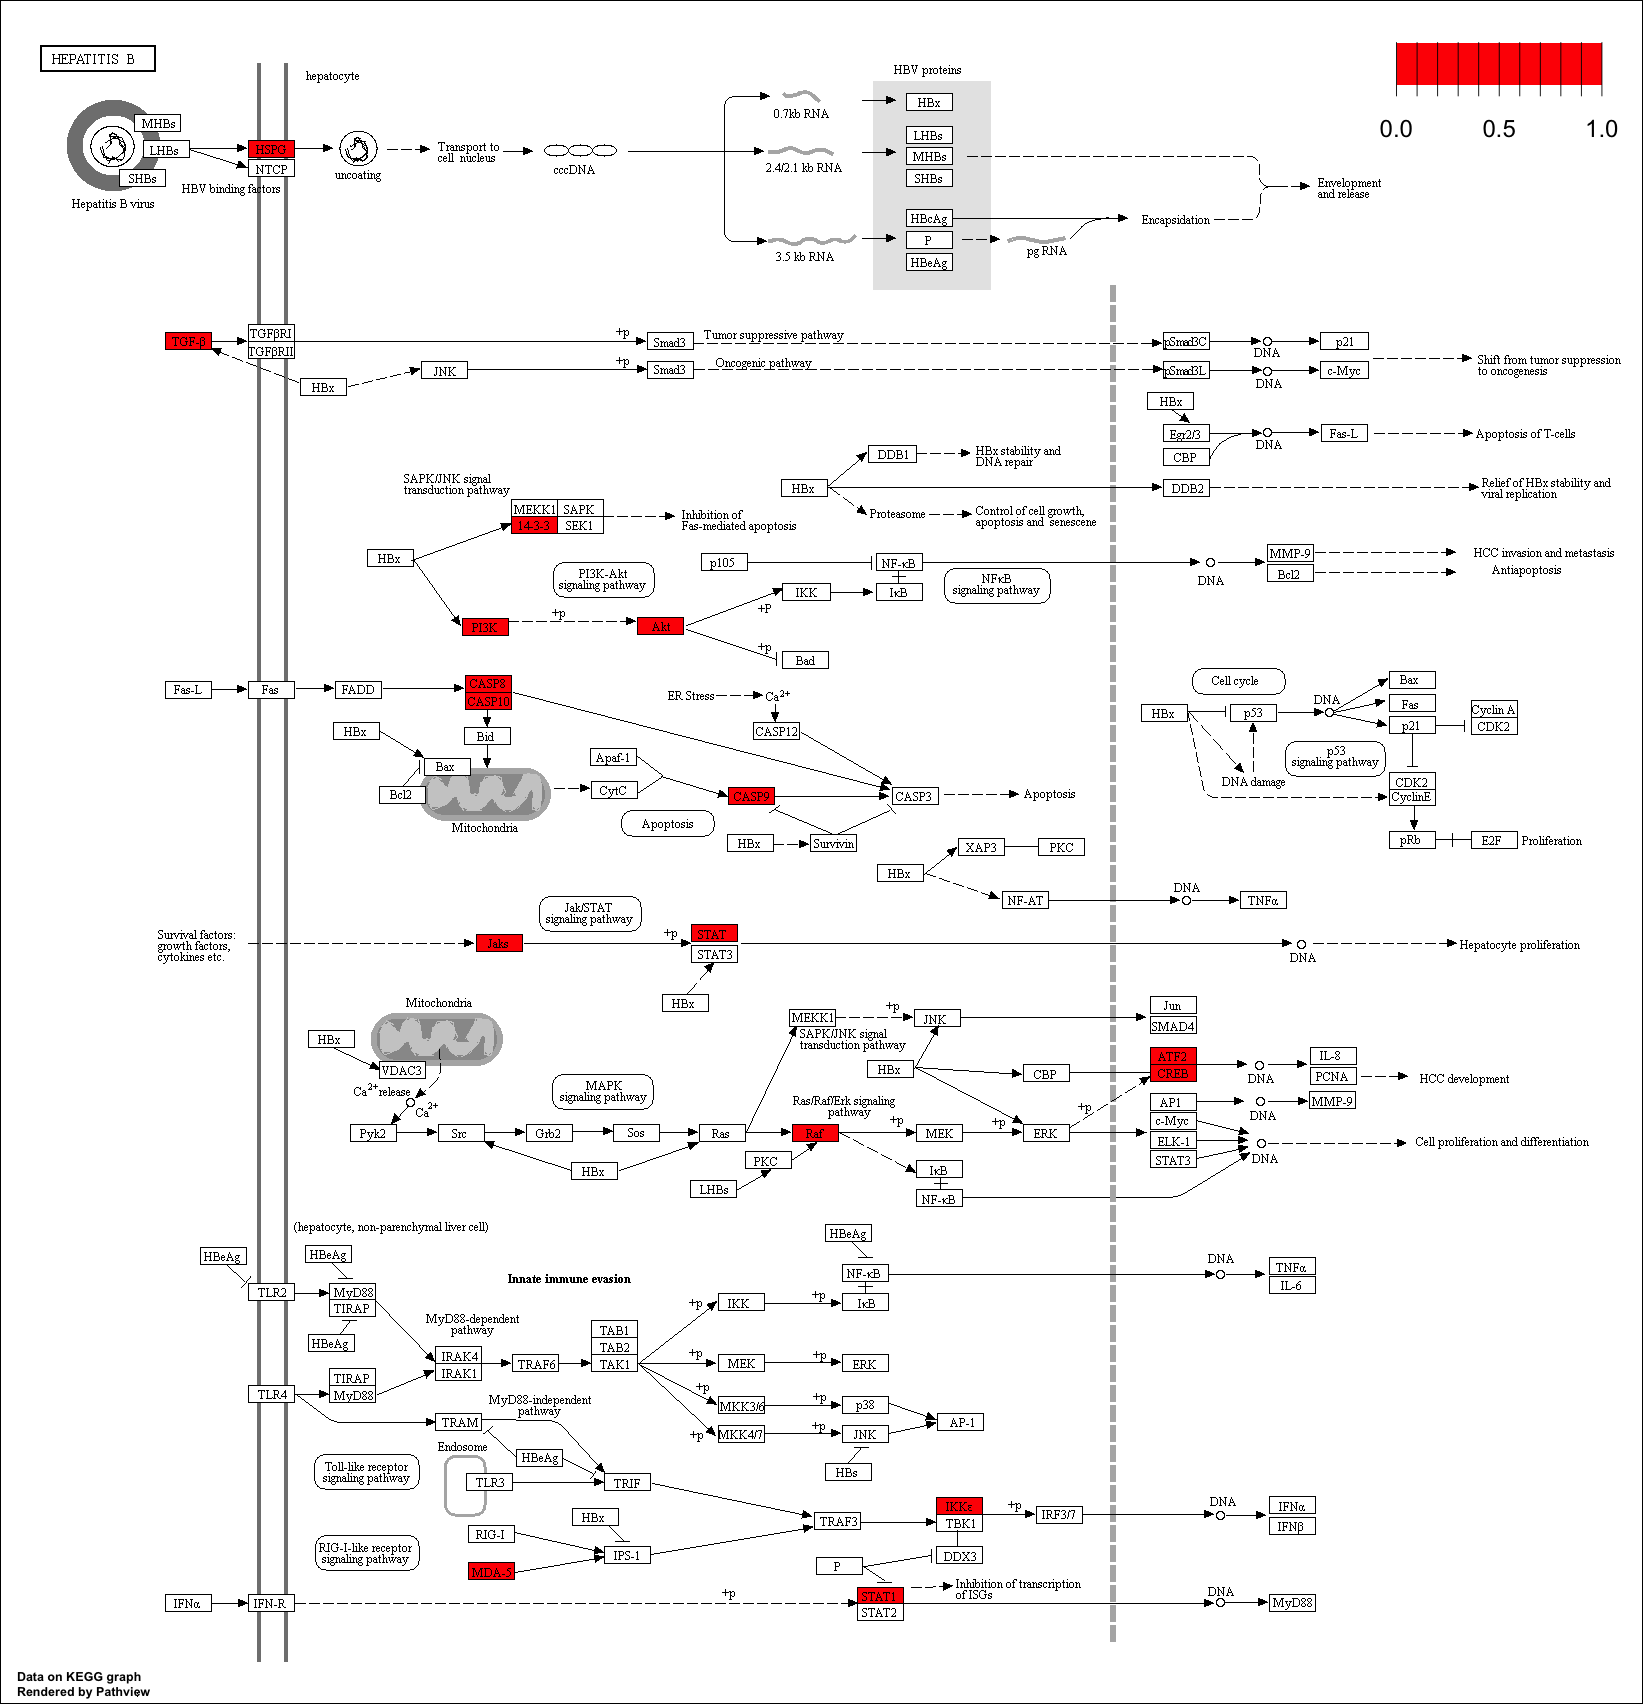 HEPATITIS B
hepatocyte
HBV proteins
0.0 0.5 1.0
MHBs
LHBs
SHBs
Hepatitis B virus
HSPG
NTCP
HBV binding factors
uncoating
Transport to
cell nucleus
cccDNA
0.7kb RNA
2.4/2.1 kb RNA
3.5 kb RNA
HBx
LHBs
MHBs
SHBs
HBcAg
P
HBeAg
pg RNA
Encapsidation
Envelopment
and release
TGF-β
TGFβRI
TGFβRII
+p
Smad3
Tumor suppressive pathway
pSmad3C
DNA
p21
HBx
JNK
+p
Smad3
Oncogenic pathway
pSmad3L
DNA
c-Myc
Shift from tumor suppression
to oncogenesis
HBx
Egr2/3
CBP
DNA
Fas-L
Apoptosis of T-cells
DDB1
HBx stability and
DNA repair
HBx
DDB2
Relief of HBx stability and
viral replication
Proteasome
Control of cell growth,
apoptosis and senescene
SAPK/JNK signal
transduction pathway
MEKK1
SAPK
14-3-3
SEK1
Inhibition of
Fas-mediated apoptosis
HBx
PI3K-Akt
signaling pathway
p105
NF-κB
IKK
IκB
NFκB
signaling pathway
DNA
MMP-9
Bcl2
HCC invasion and metastasis
Antiapoptosis
PI3K
+p
Akt
+P
+p
Bad
Fas-L
Fas
FADD
CASP8
CASP10
ER Stress
Ca2+
CASP12
HBx
Bid
Bax
Bcl2
Mitochondria
Apaf-1
CytC
CASP9
CASP3
Apoptosis
Apoptosis
HBx
Survivin
Cell cycle
HBx
p53
DNA
Bax
Fas
p21
Cyclin A
CDK2
p53
signaling pathway
DNA damage
CDK2
CyclinE
pRb
E2F
Proliferation
HBx
XAP3
PKC
NF-AT
DNA
TNFα
Jak/STAT
signaling pathway
Survival factors:
growth factors,
cytokines etc.
Jaks
+p
STAT
STAT3
HBx
DNA
Hepatocyte proliferation
Mitochondria
HBx
VDAC3
Ca2+ release
Ca2+
MAPK
signaling pathway
MEKK1
+p
JNK
SAPK/JNK signal
transduction pathway
HBx
CBP
Jun
SMAD4
ATF2
CREB
DNA
IL-8
PCNA
HCC development
Ras/Raf/Erk signaling
pathway
+p
AP1
DNA
MMP-9
Pyk2
Src
Grb2
Sos
Ras
Raf
+p
MEK
+p
ERK
c-Myc
ELK-1
STAT3
DNA
Cell proliferation and differentiation
HBx
PKC
LHBs
IκB
NF-κB
(hepatocyte, non-parenchymal liver cell)
HBeAg
HBeAg
HBeAg
Innate immune evasion
TLR2
MyD88
TIRAP
HBeAg
NF-κB
DNA
TNFα
IL-6
+p
IKK
+p
IκB
MyD88-dependent
pathway
TAB1
TAB2
TAK1
IRAK4
IRAK1
TRAF6
+p
MEK
+p
ERK
TLR4
TIRAP
MyD88
+p
MKK3/6
+p
p38
AP-1
MyD88-independent
pathway
TRAM
+p
MKK4/7
+p
JNK
HBs
Endosome
HBeAg
Toll-like receptor
signaling pathway
TLR3
TRIF
TRAF3
IKKε
TBK1
+p
IRF3/7
DNA
IFNα
IFNβ
HBx
RIG-I
RIG-I-like receptor
signaling pathway
IPS-1
MDA-5
DDX3
P
Inhibition of transcription
of ISGs
IFNα
IFN-R
+p
STAT1
STAT2
DNA
MyD88
Data on KEGG graph
Rendered by Pathview